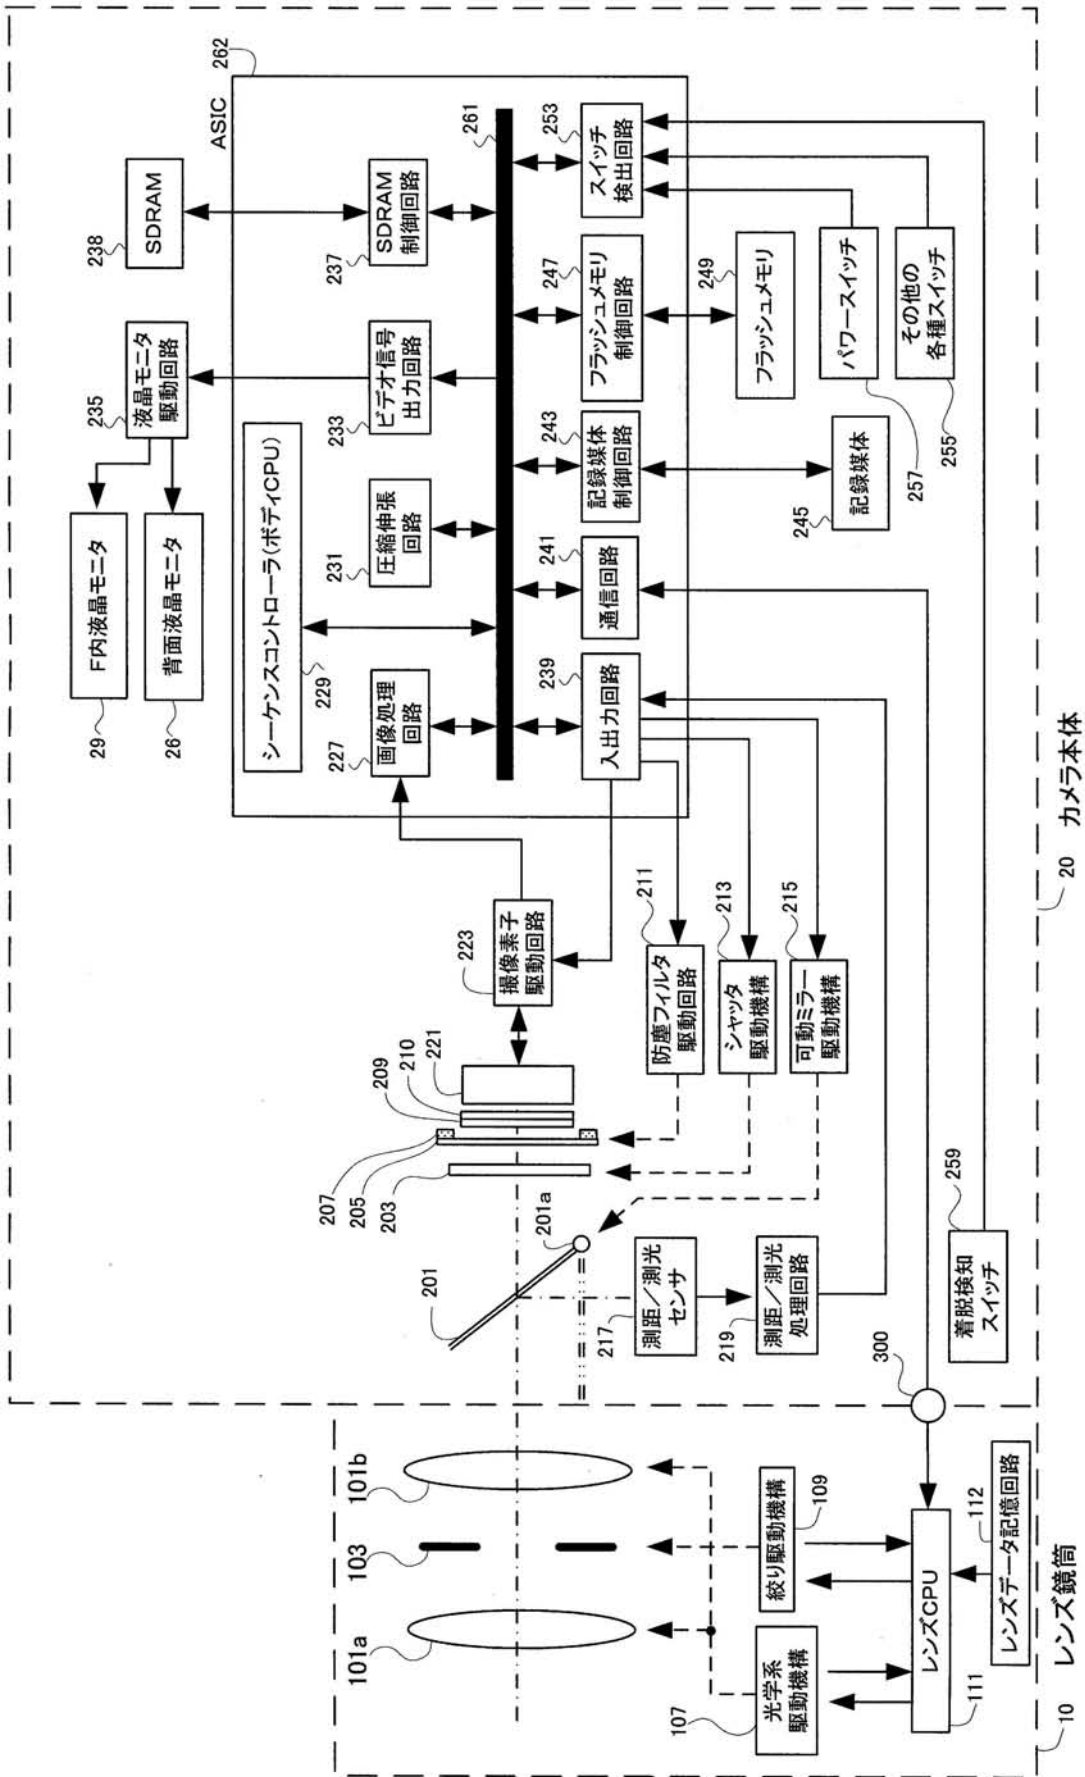 10
レンズ鏡筒
101a
103
101b
107
光学系
駆動機構
109
絞り駆動機構
111
レンズCPU
112
レンズデータ記憶回路
300
20
カメラ本体
201
201a
203
205
207
209
210
221
217
測距／測光
センサ
219
測距／測光
処理回路
259
着脱検知
スイッチ
223
撮像素子
駆動回路
211
防塵フィルタ
駆動回路
213
シャッタ
駆動機構
215
可動ミラー
駆動機構
29
F内液晶モニタ
26
背面液晶モニタ
235
液晶モニタ
駆動回路
238
SDRAM
ASIC
262
229
シーケンスコントローラ(ボディCPU)
227
画像処理
回路
231
圧縮伸張
回路
233
ビデオ信号
出力回路
237
SDRAM
制御回路
261
239
入出力回路
241
通信回路
243
記録媒体
制御回路
247
フラッシュメモリ
制御回路
253
スイッチ
検出回路
245
記録媒体
249
フラッシュメモリ
257
パワースイッチ
255
その他の
各種スイッチ